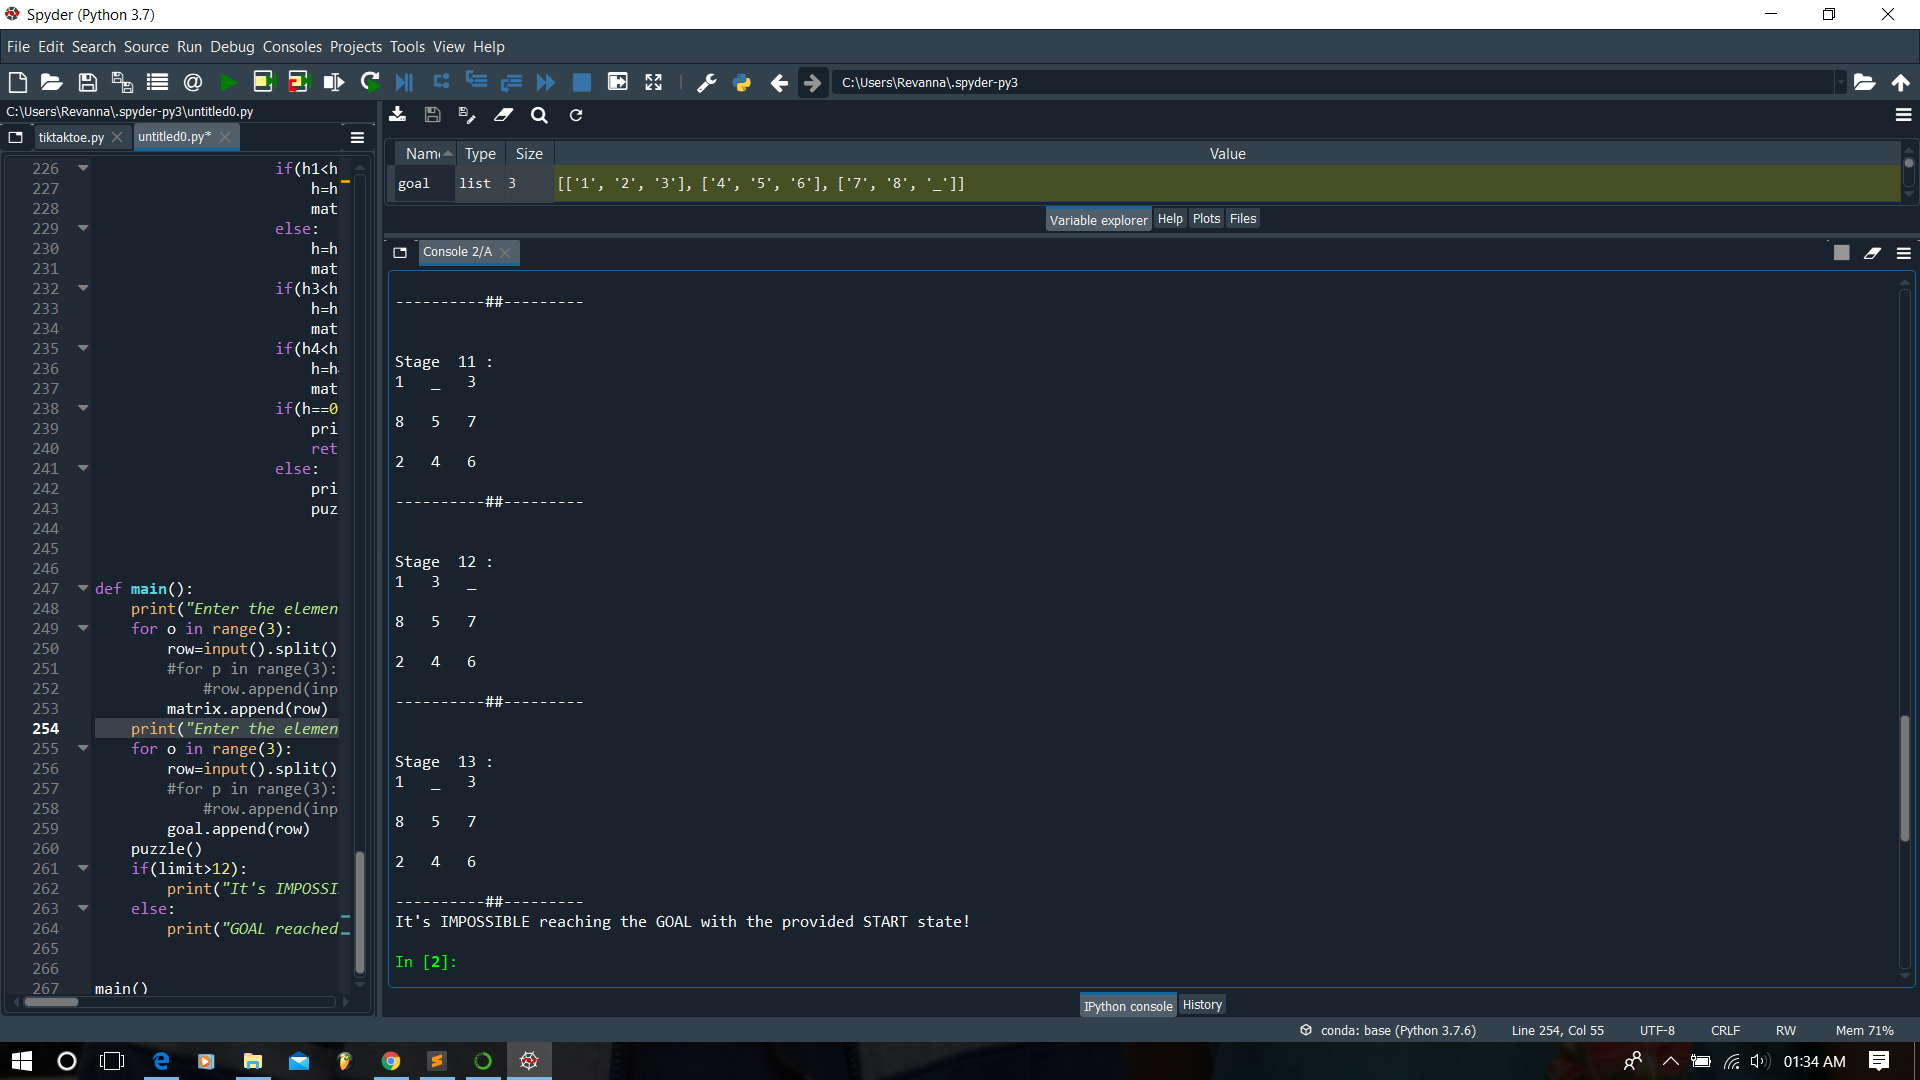 Spyder (Python 3.7)
File Edit Search Source Run Debug Consoles Projects Tools View Help
C:\Users\Revanna\.spyder-py3
C:\Users\Revanna\.spyder-py3\untitled0.py
tiktaktoe.py
untitled0.py*
226 if(h1<h
227 h=h
228 mat
229 else:
230 h=h
231 mat
232 if(h3<h
233 h=h
234 mat
235 if(h4<h
236 h=h
237 mat
238 if(h==0
239 pri
240 ret
241 else:
242 pri
243 puz
244
245
246
247 def main():
248 print("Enter the elemen
249 for o in range(3):
250 row=input().split()
251 #for p in range(3):
252 #row.append(inp
253 matrix.append(row)
254 print("Enter the elemen
255 for o in range(3):
256 row=input().split()
257 #for p in range(3):
258 #row.append(inp
259 goal.append(row)
260 puzzle()
261 if(limit>12):
262 print("It's IMPOSSI
263 else:
264 print("GOAL reached
265
266
267 main()
Name Type Size Value
goal list 3 [['1', '2', '3'], ['4', '5', '6'], ['7', '8', '_']]
Variable explorer Help Plots Files
Console 2/A
----------##---------
Stage 11 :
1 _ 3
8 5 7
2 4 6
----------##---------
Stage 12 :
1 3 _
8 5 7
2 4 6
----------##---------
Stage 13 :
1 _ 3
8 5 7
2 4 6
----------##---------
It's IMPOSSIBLE reaching the GOAL with the provided START state!
In [2]:
IPython console History
conda: base (Python 3.7.6) Line 254, Col 55 UTF-8 CRLF RW Mem 71%
01:34 AM